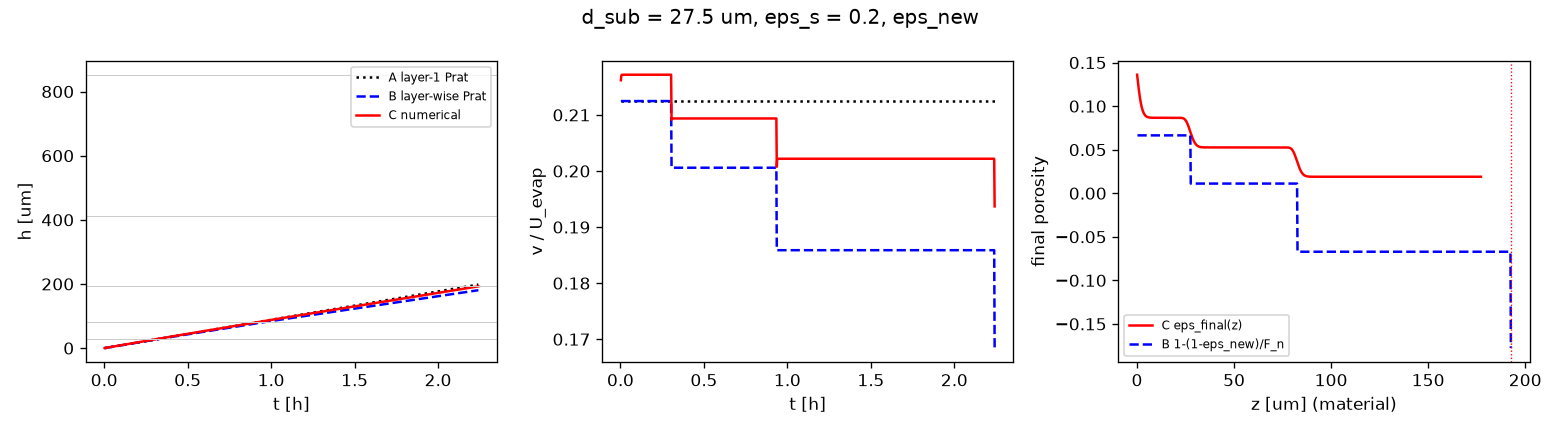 d_sub = 27.5 um, eps_s = 0.2, eps_new
h [um]
800
600
400
200
0
0.0 0.5 1.0 1.5 2.0
t [h]
A layer-1 Prat
B layer-wise Prat
C numerical
v / U_evap
0.21
0.20
0.19
0.18
0.17
0.0 0.5 1.0 1.5 2.0
t [h]
final porosity
0.15
0.10
0.05
0.00
−0.05
−0.10
−0.15
C eps_final(z)
B 1-(1-eps_new)/F_n
0 50 100 150 200
z [um] (material)